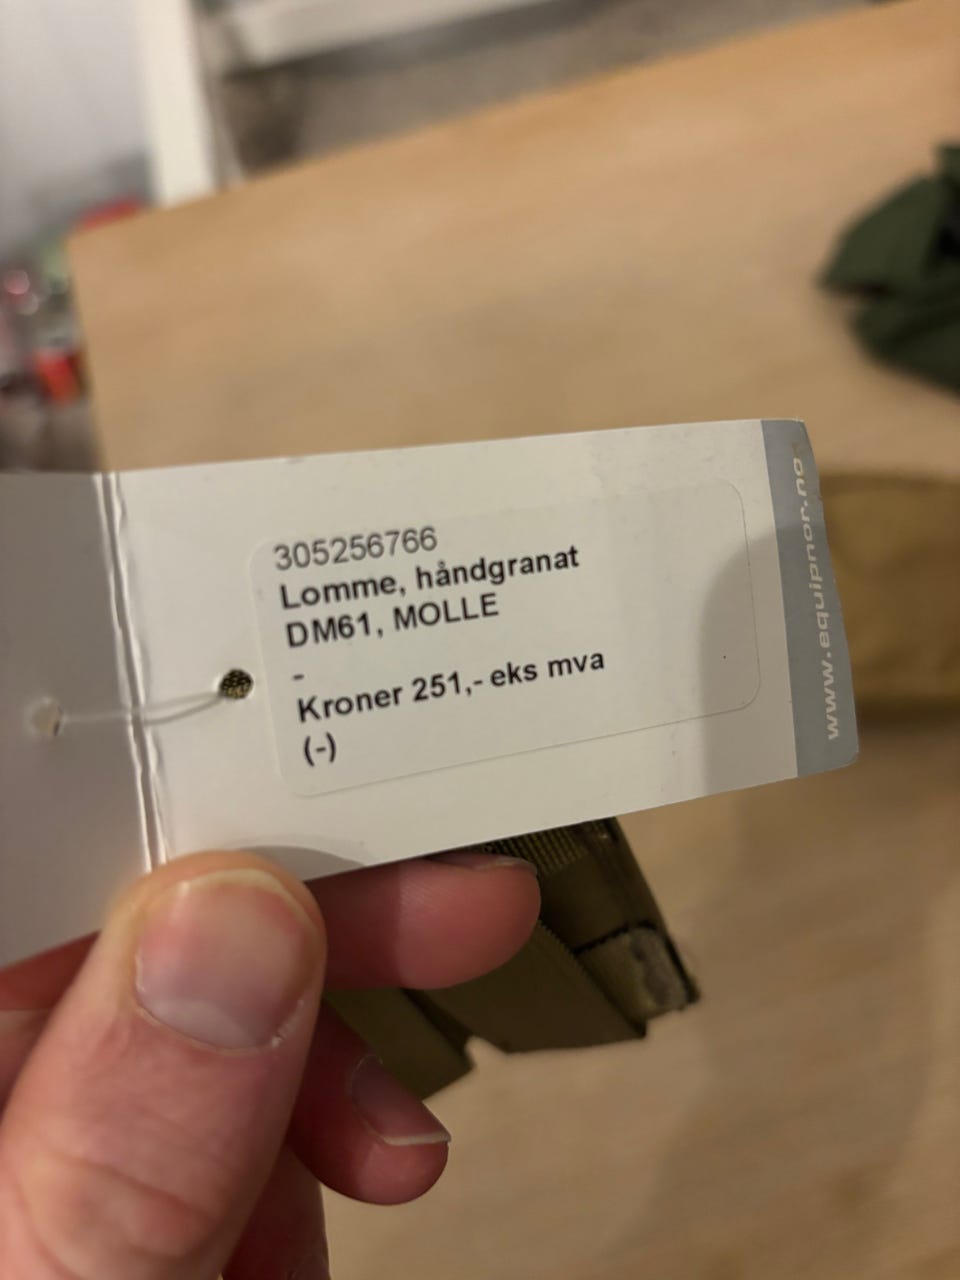 305256766
Lomme, håndgranat
DM61, MOLLE
-
Kroner 251,- eks mva
(-)
www.equipnor.no